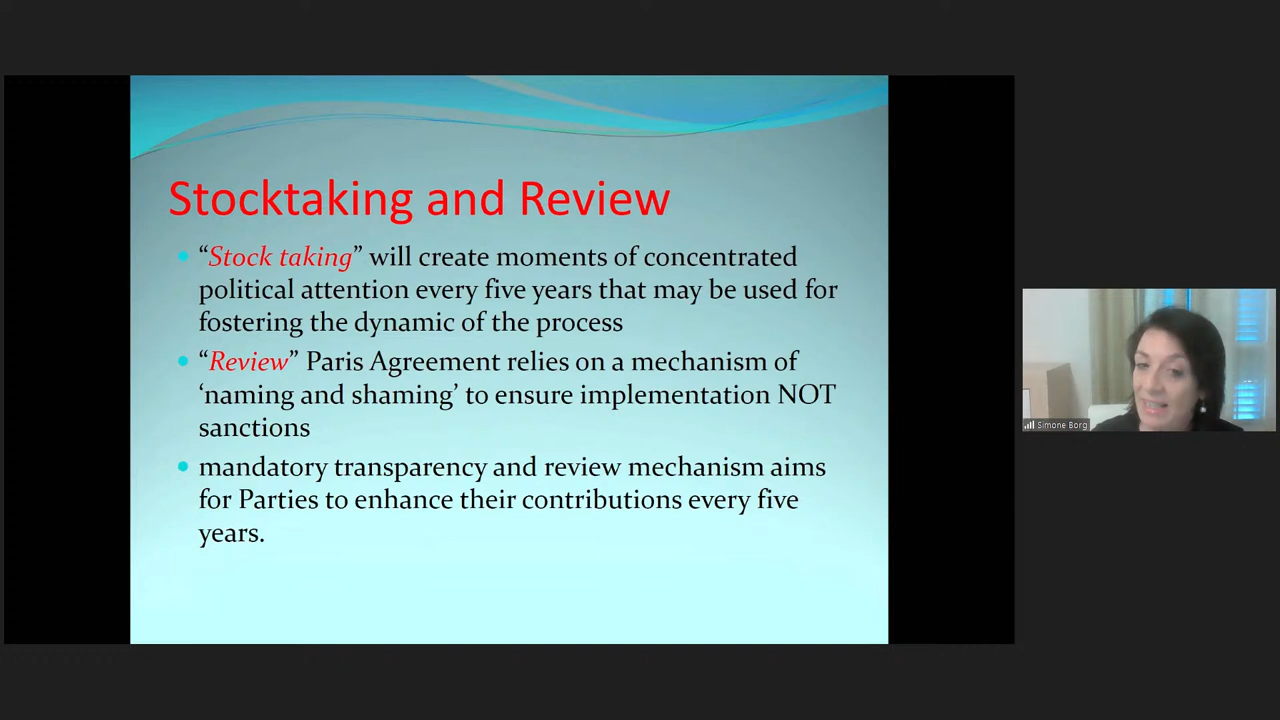 Stocktaking and Review
“Stock taking” will create moments of concentrated
political attention every five years that may be used for
fostering the dynamic of the process
“Review” Paris Agreement relies on a mechanism of
‘naming and shaming’ to ensure implementation NOT
sanctions
mandatory transparency and review mechanism aims
for Parties to enhance their contributions every five
years.
Simone Borg